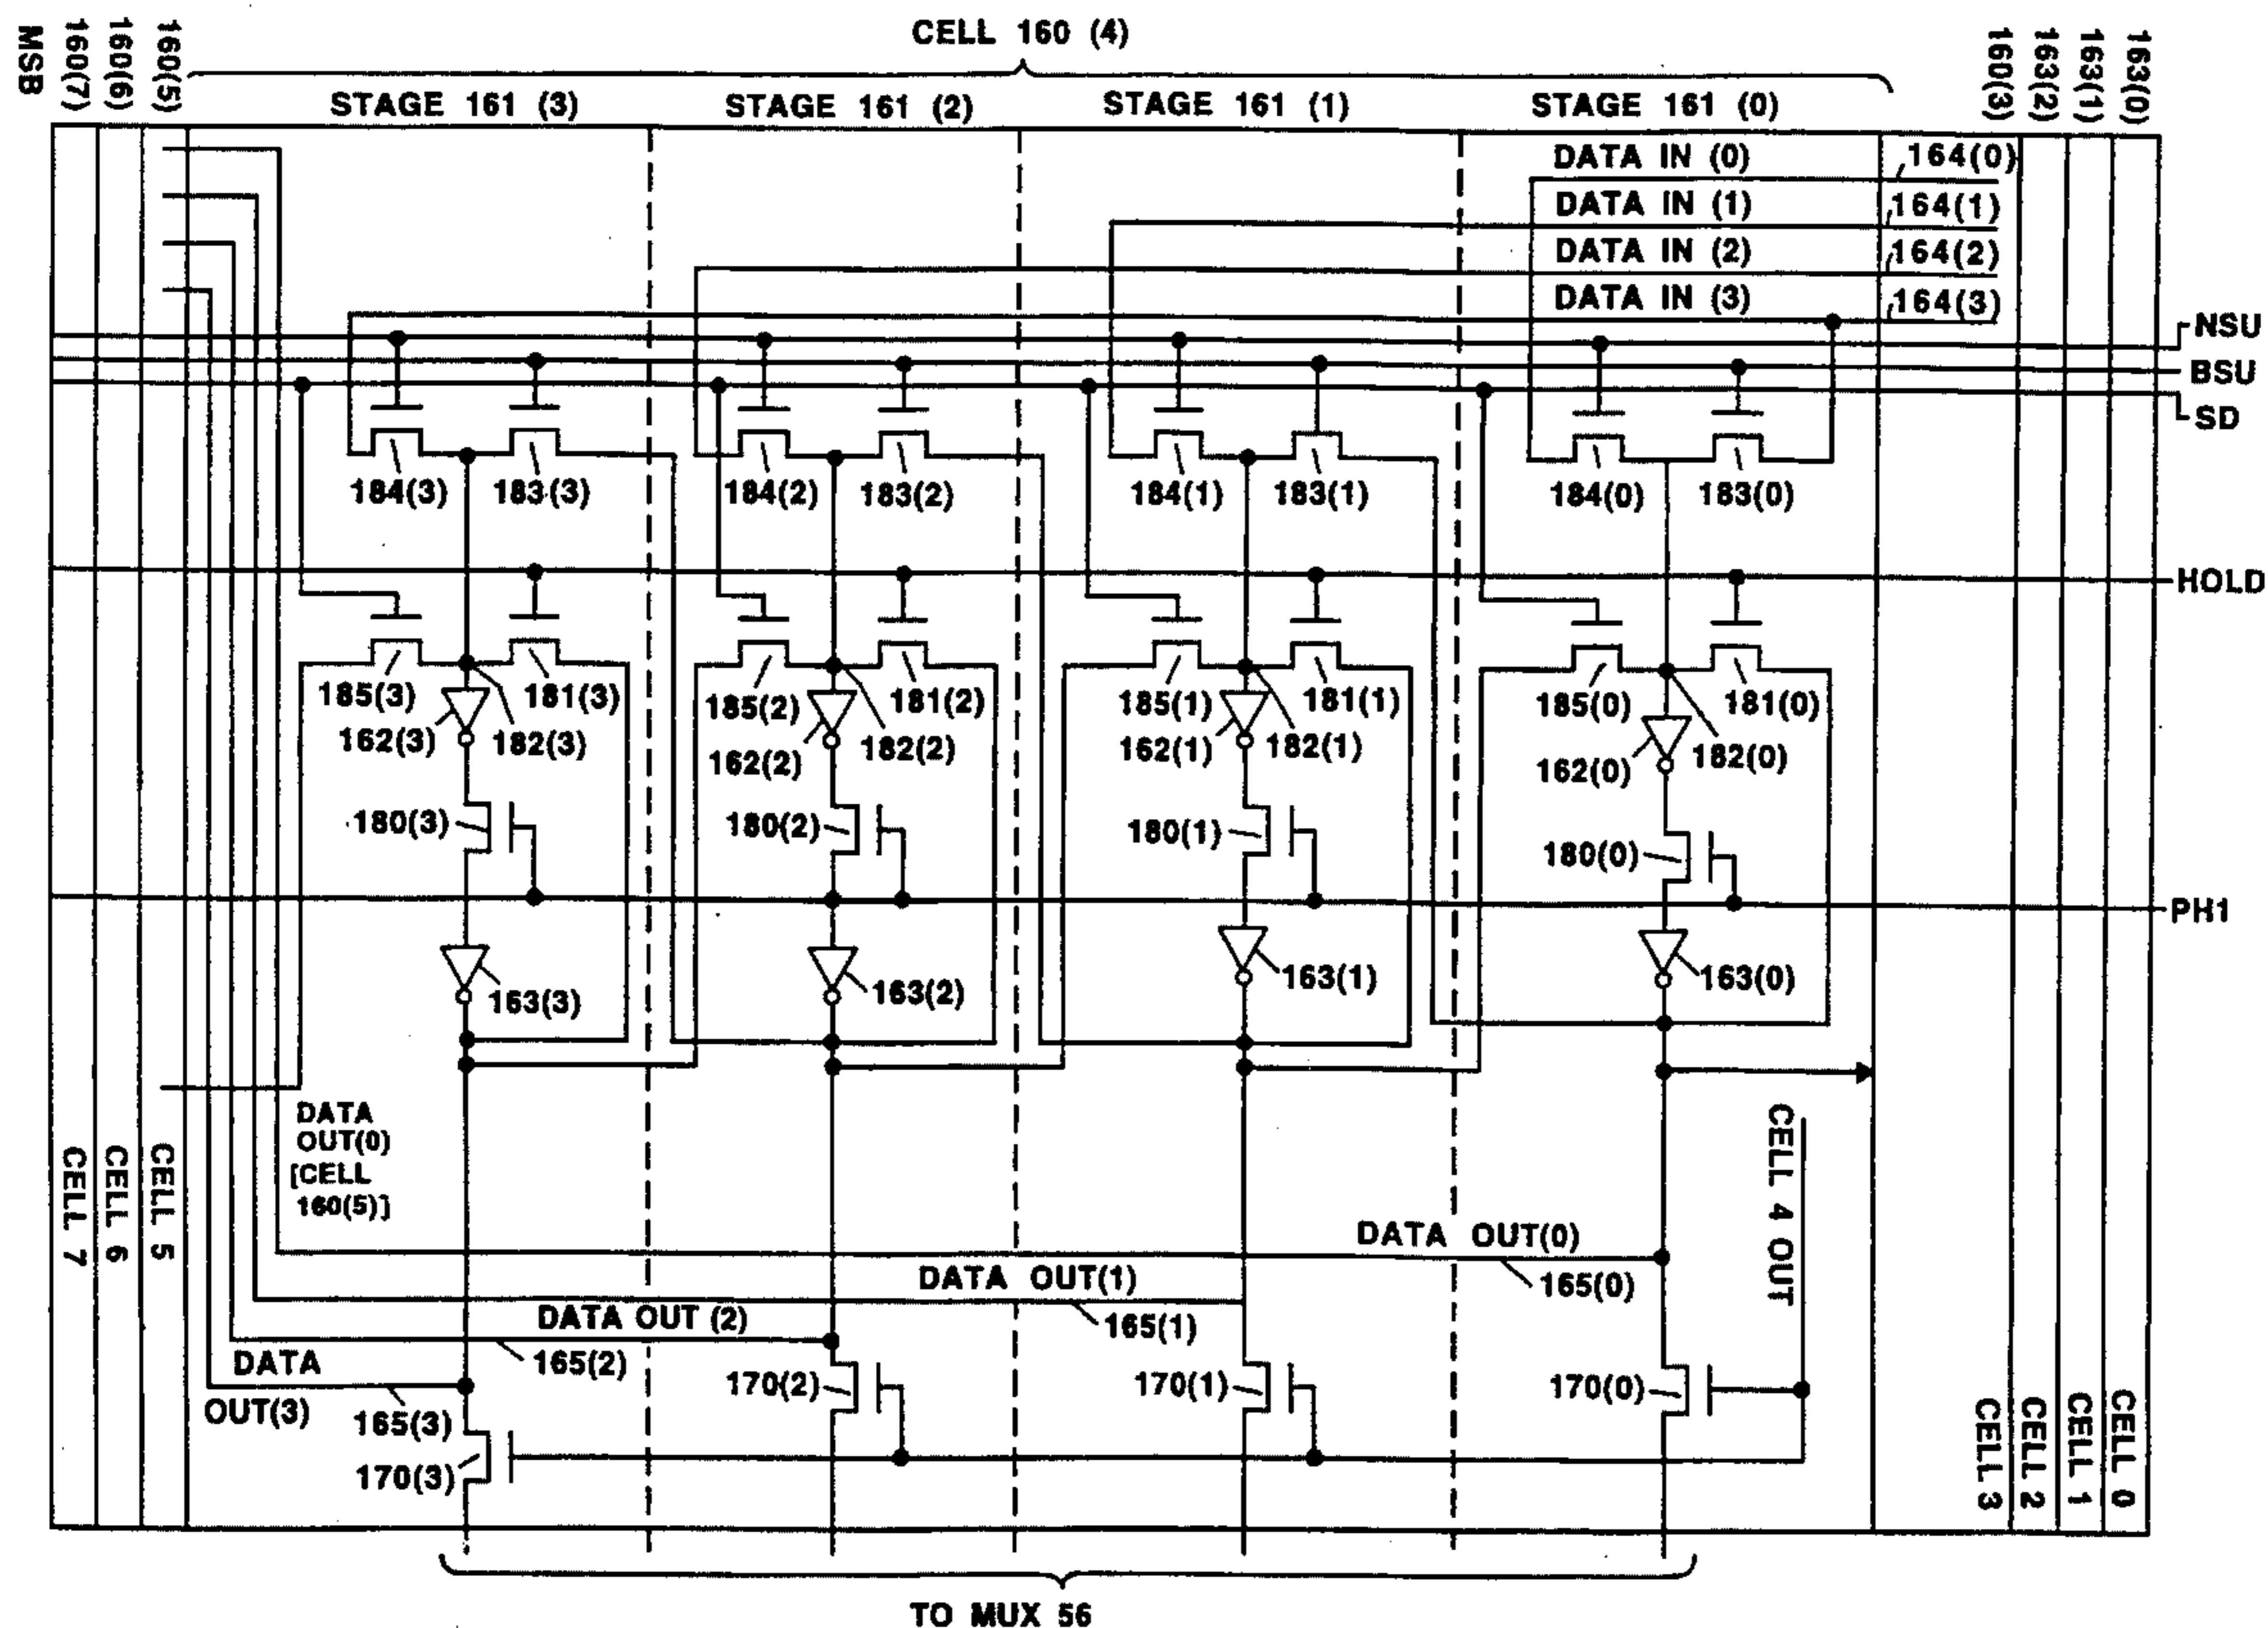 CELL 160 (4)
MSB
160(7)
160(6)
160(5)
STAGE 161 (3)
STAGE 161 (2)
STAGE 161 (1)
STAGE 161 (0)
160(3)
163(2)
163(1)
163(0)
DATA IN (0)
164(0)
DATA IN (1)
164(1)
DATA IN (2)
164(2)
DATA IN (3)
164(3)
NSU
BSU
SD
184(3)
183(3)
184(2)
183(2)
184(1)
183(1)
184(0)
183(0)
HOLD
185(3)
181(3)
185(2)
181(2)
185(1)
181(1)
185(0)
181(0)
162(3)
182(3)
162(2)
182(2)
162(1)
182(1)
162(0)
182(0)
180(3)
180(2)
180(1)
180(0)
PH1
163(3)
163(2)
163(1)
163(0)
DATA
OUT(0)
[CELL
160(5)]
CELL 7
CELL 6
CELL 5
CELL 4 OUT
DATA OUT(0)
165(0)
DATA OUT(1)
165(1)
DATA OUT (2)
165(2)
DATA
OUT(3)
165(3)
170(3)
170(2)
170(1)
170(0)
CELL 3
CELL 2
CELL 1
CELL 0
TO MUX 56